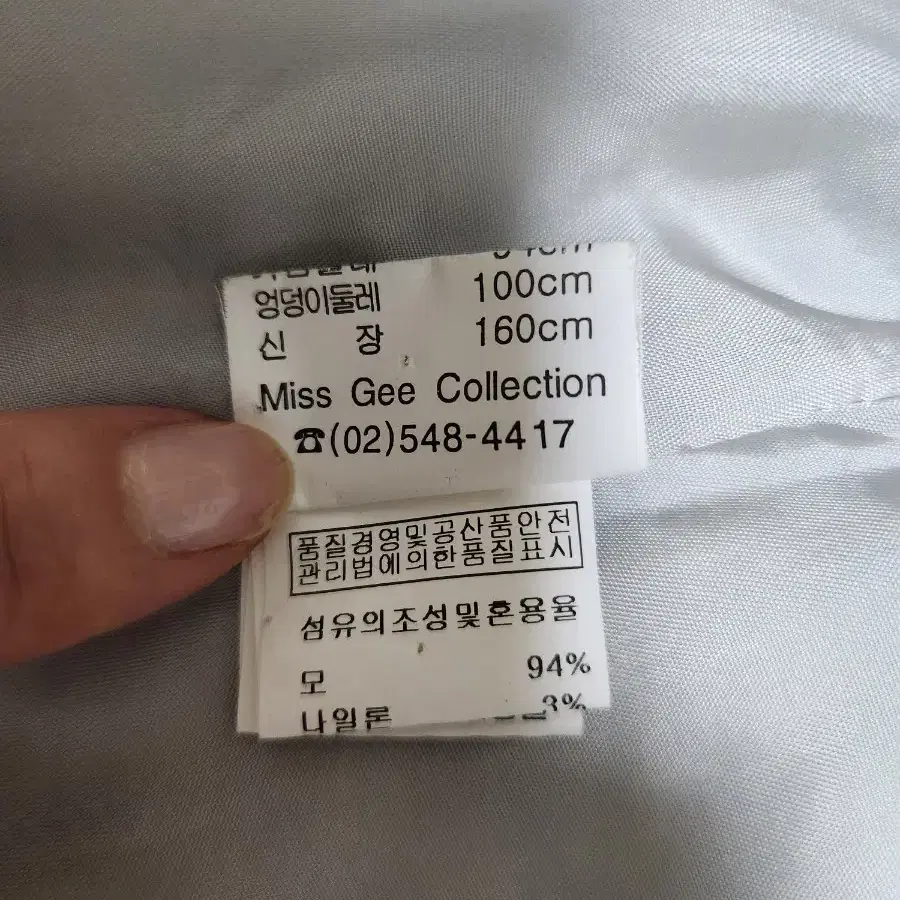 엉덩이둘레 100cm
신 장 160cm
Miss Gee Collection
☎(02)548-4417
품질경영및공산품안전
관리법에의한품질표시
섬유의조성및혼용율
모 94%
나일론 3%